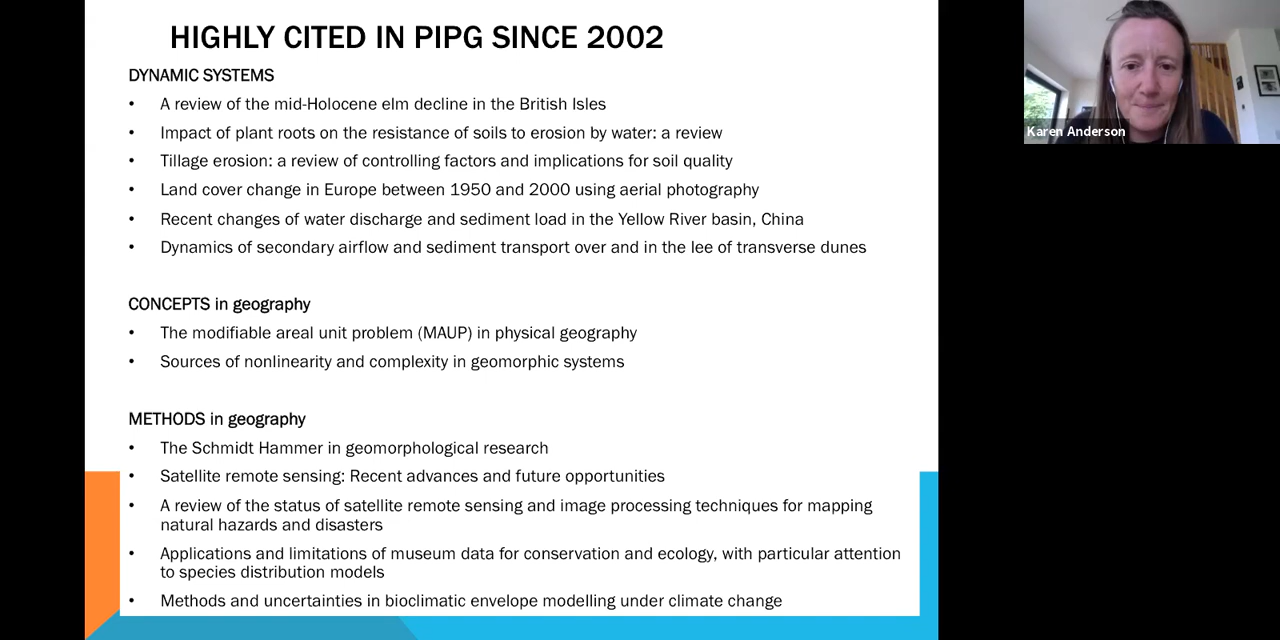 HIGHLY CITED IN PIPG SINCE 2002
DYNAMIC SYSTEMS
• A review of the mid-Holocene elm decline in the British Isles
• Impact of plant roots on the resistance of soils to erosion by water: a review
• Tillage erosion: a review of controlling factors and implications for soil quality
• Land cover change in Europe between 1950 and 2000 using aerial photography
• Recent changes of water discharge and sediment load in the Yellow River basin, China
• Dynamics of secondary airflow and sediment transport over and in the lee of transverse dunes
CONCEPTS in geography
• The modifiable areal unit problem (MAUP) in physical geography
• Sources of nonlinearity and complexity in geomorphic systems
METHODS in geography
• The Schmidt Hammer in geomorphological research
• Satellite remote sensing: Recent advances and future opportunities
• A review of the status of satellite remote sensing and image processing techniques for mapping
natural hazards and disasters
• Applications and limitations of museum data for conservation and ecology, with particular attention
to species distribution models
• Methods and uncertainties in bioclimatic envelope modelling under climate change
Karen Anderson